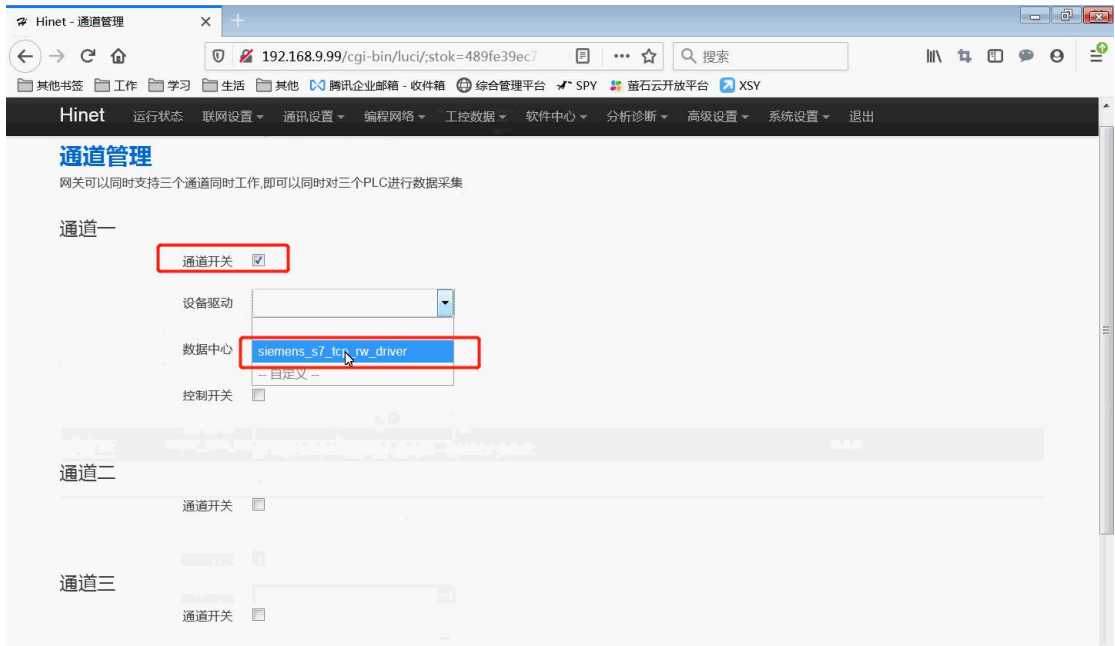 Hinet - 通道管理
192.168.9.99/cgi-bin/luci/;stok=489fe39ec7
搜索
其他书签 工作 学习 生活 其他 腾讯企业邮箱 - 收件箱 综合管理平台 SPY 萤石云开放平台 XSY
Hinet 运行状态 联网设置 通讯设置 编程网络 工控数据 软件中心 分析诊断 高级设置 系统设置 退出
通道管理
网关可以同时支持三个通道同时工作,即可以同时对三个PLC进行数据采集
通道一
通道开关
设备驱动
数据中心 siemens_s7_tcp_rw_driver
-- 自定义 --
控制开关
通道二
通道开关
通道三
通道开关